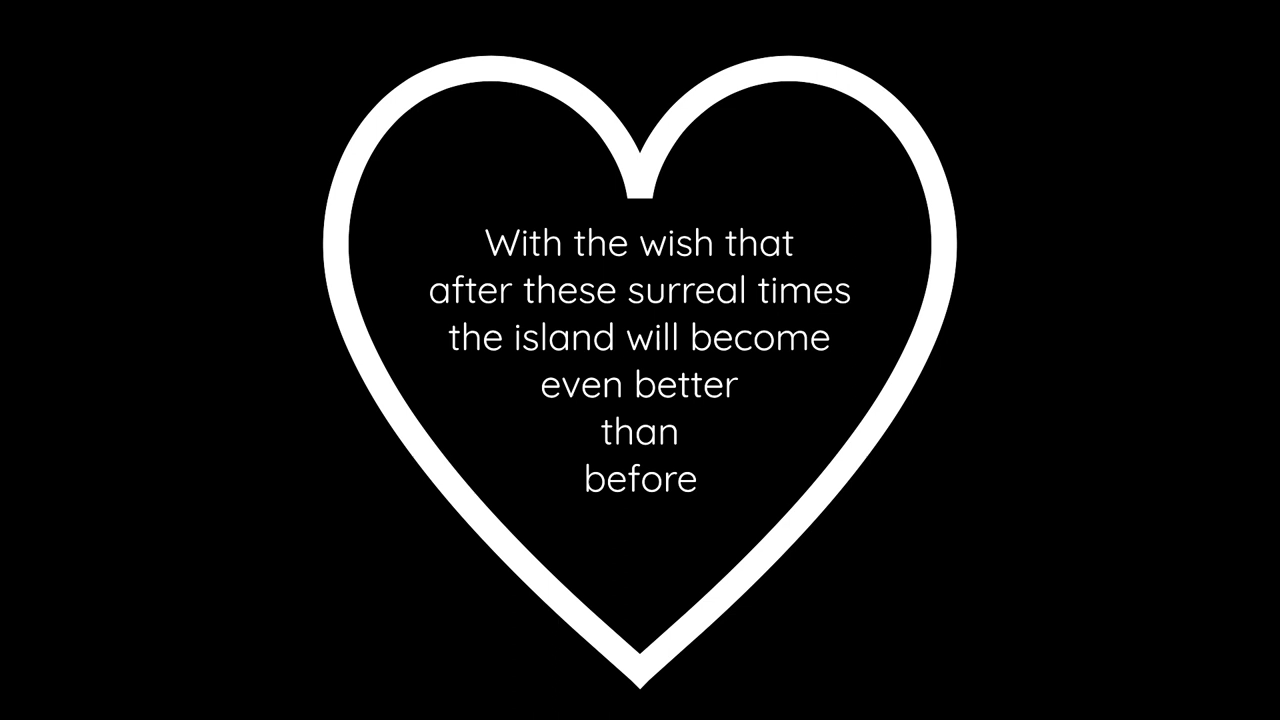 With the wish that
after these surreal times
the island will become
even better
than
before